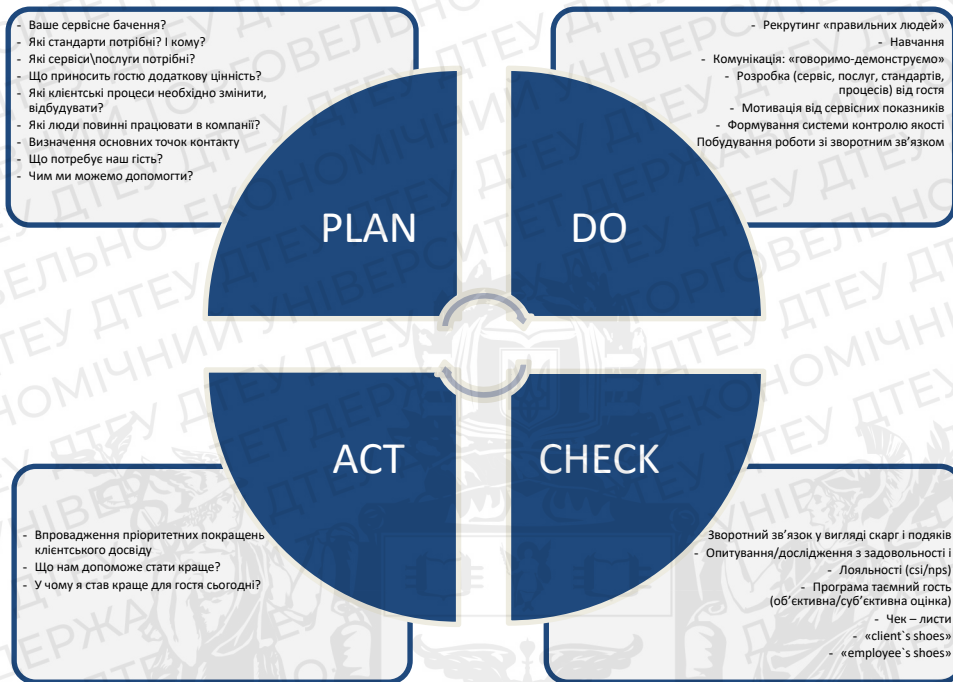 - Ваше сервісне бачення?
- Які стандарти потрібні? І кому?
- Які сервіси\послуги потрібні?
- Що приносить гостю додаткову цінність?
- Які клієнтські процеси необхідно змінити,
відбудувати?
- Які люди повинні працювати в компанії?
- Визначення основних точок контакту
- Що потребує наш гість?
- Чим ми можемо допомогти?
- Рекрутинг «правильних людей»
- Навчання
- Комунікація: «говоримо-демонструємо»
- Розробка (сервіс, послуг, стандартів,
процесів) від гостя
- Мотивація від сервісних показників
- Формування системи контролю якості
Побудування роботи зі зворотним зв’язком
PLAN
DO
ACT
CHECK
- Впровадження пріоритетних покращень
клієнтського досвіду
- Що нам допоможе стати краще?
- У чому я став краще для гостя сьогодні?
Зворотний зв’язок у вигляді скарг і подяків
- Опитування/дослідження з задовольності і
- Лояльності (csi/nps)
- Програма таємний гость
(об’єктивна/суб’єктивна оцінка)
- Чек – листи
- «client`s shoes»
- «employee`s shoes»